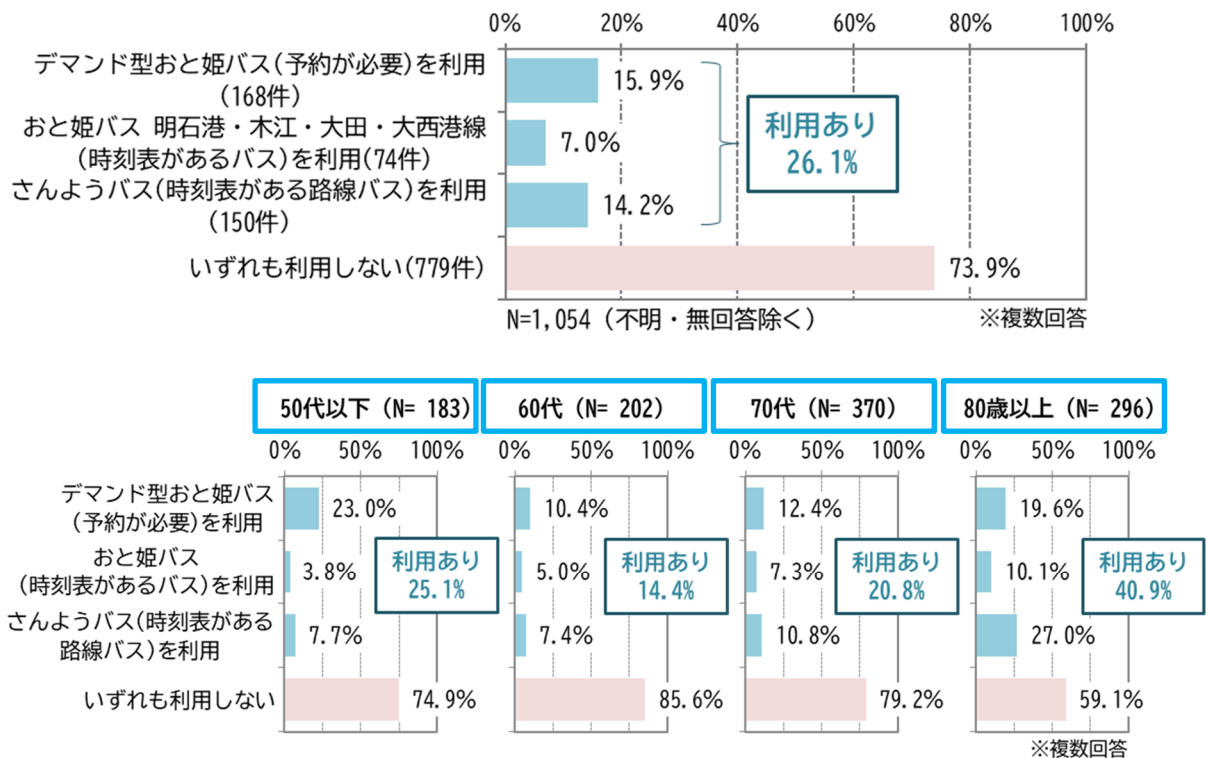 0% 20% 40% 60% 80% 100%
デマンド型おと姫バス(予約が必要)を利用
(168件)
15.9%
おと姫バス 明石港・木江・大田・大西港線
(時刻表があるバス)を利用(74件)
7.0%
さんようバス(時刻表がある路線バス)を利用
(150件)
14.2%
利用あり
26.1%
いずれも利用しない(779件)
73.9%
N=1,054(不明・無回答除く) ※複数回答
50代以下(N= 183) 60代(N= 202) 70代(N= 370) 80歳以上(N= 296)
0% 50% 100% 0% 50% 100% 0% 50% 100% 0% 50% 100%
デマンド型おと姫バス
(予約が必要)を利用
23.0% 10.4% 12.4% 19.6%
おと姫バス
(時刻表があるバス)を利用
3.8% 5.0% 7.3% 10.1%
利用あり 利用あり 利用あり 利用あり
25.1% 14.4% 20.8% 40.9%
さんようバス(時刻表がある
路線バス)を利用
7.7% 7.4% 10.8% 27.0%
いずれも利用しない
74.9% 85.6% 79.2% 59.1%
※複数回答